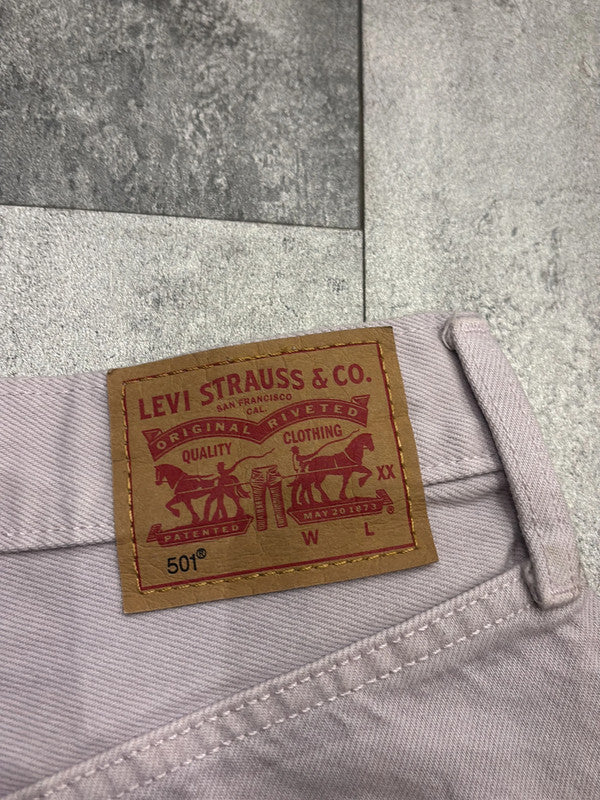 LEVI STRAUSS & CO.
SAN FRANCISCO
CAL.
ORIGINAL RIVETED
QUALITY CLOTHING
XX
PATENTED MAY 20 1873 ®
W L
501®